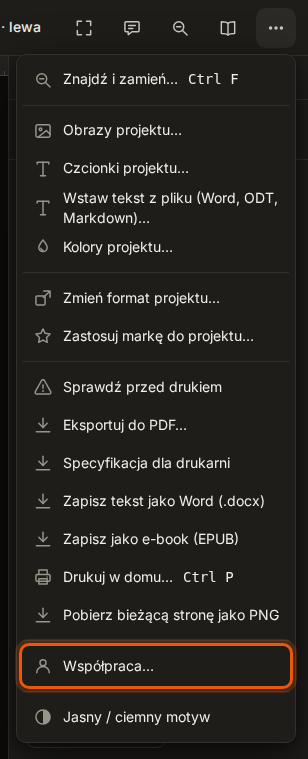 · lewa
Znajdź i zamień... Ctrl F
Obrazy projektu...
Czcionki projektu...
Wstaw tekst z pliku (Word, ODT,
Markdown)...
Kolory projektu...
Zmień format projektu...
Zastosuj markę do projektu...
Sprawdź przed drukiem
Eksportuj do PDF...
Specyfikacja dla drukarni
Zapisz tekst jako Word (.docx)
Zapisz jako e-book (EPUB)
Drukuj w domu... Ctrl P
Pobierz bieżącą stronę jako PNG
Współpraca...
Jasny / ciemny motyw